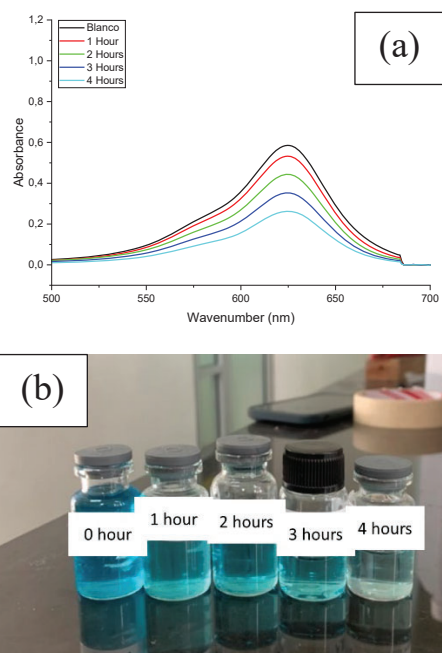 1,2
1,0
0,8
0,6
0,4
0,2
0,0
Absorbance
Blanco
1 Hour
2 Hours
3 Hours
4 Hours
(a)
500
550
600
650
700
Wavenumber (nm)
(b)
0 hour
1 hour
2 hours
3 hours
4 hours